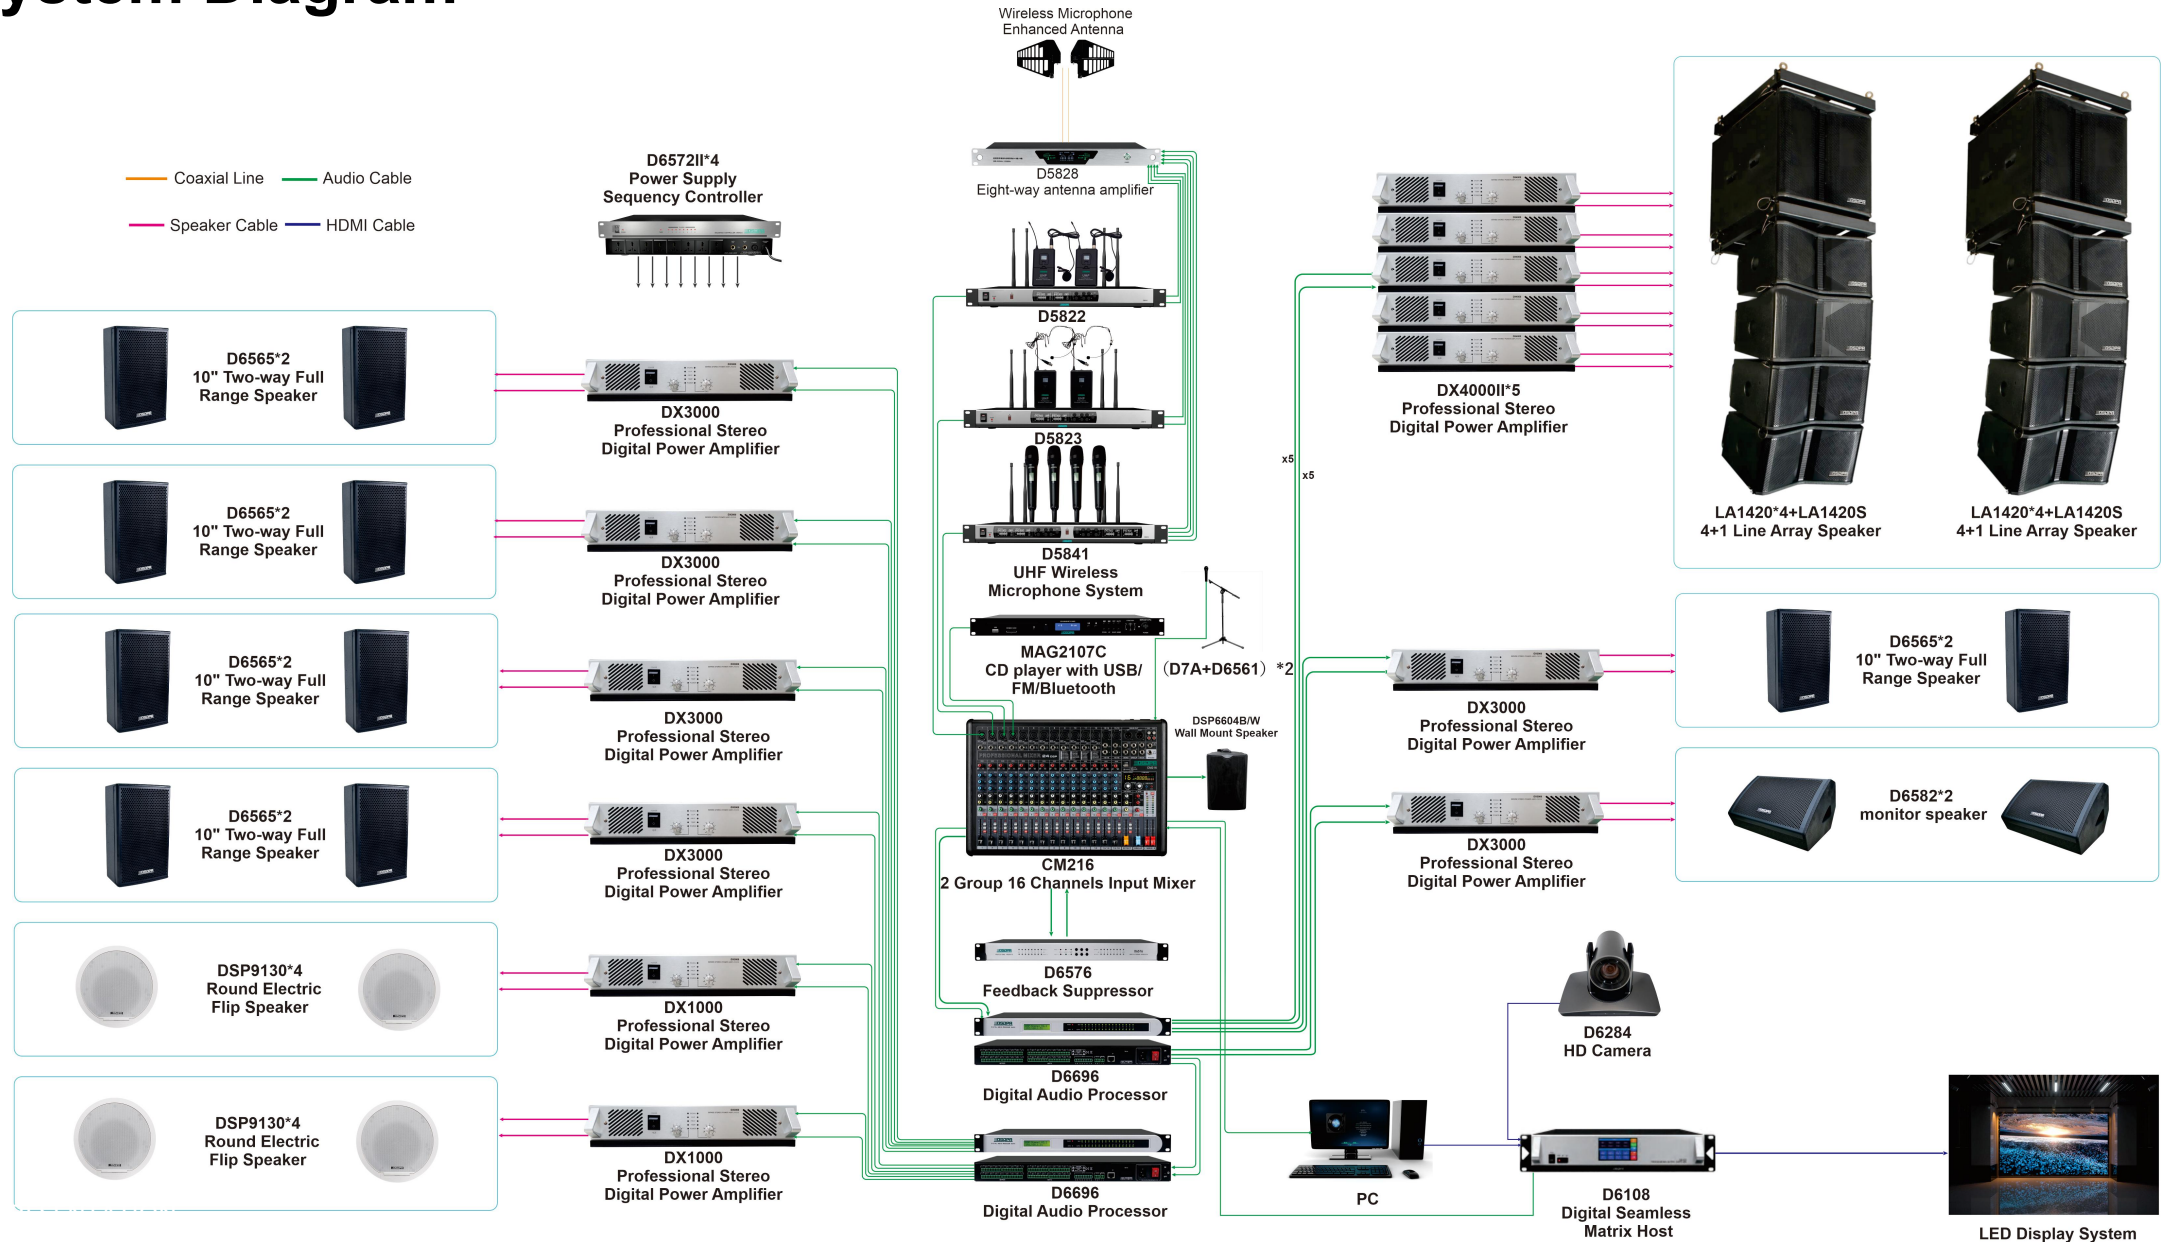 ystem Diagram
Wireless Microphone
Enhanced Antenna
Coaxial Line
Audio Cable
Speaker Cable
HDMI Cable
D6572II*4
Power Supply
Sequency Controller
D5828
Eight-way antenna amplifier
D5822
D5823
D5841
UHF Wireless
Microphone System
MAG2107C
CD player with USB/
FM/Bluetooth
(D7A+D6561) *2
DSP6604B/W
Wall Mount Speaker
CM216
2 Group 16 Channels Input Mixer
D6576
Feedback Suppressor
D6696
Digital Audio Processor
D6696
Digital Audio Processor
D6565*2
10" Two-way Full
Range Speaker
DX3000
Professional Stereo
Digital Power Amplifier
D6565*2
10" Two-way Full
Range Speaker
DX3000
Professional Stereo
Digital Power Amplifier
D6565*2
10" Two-way Full
Range Speaker
DX3000
Professional Stereo
Digital Power Amplifier
D6565*2
10" Two-way Full
Range Speaker
DX3000
Professional Stereo
Digital Power Amplifier
DSP9130*4
Round Electric
Flip Speaker
DX1000
Professional Stereo
Digital Power Amplifier
DSP9130*4
Round Electric
Flip Speaker
DX1000
Professional Stereo
Digital Power Amplifier
x5
x5
DX4000II*5
Professional Stereo
Digital Power Amplifier
LA1420*4+LA1420S
4+1 Line Array Speaker
LA1420*4+LA1420S
4+1 Line Array Speaker
DX3000
Professional Stereo
Digital Power Amplifier
D6565*2
10" Two-way Full
Range Speaker
DX3000
Professional Stereo
Digital Power Amplifier
D6582*2
monitor speaker
D6284
HD Camera
PC
D6108
Digital Seamless
Matrix Host
LED Display System